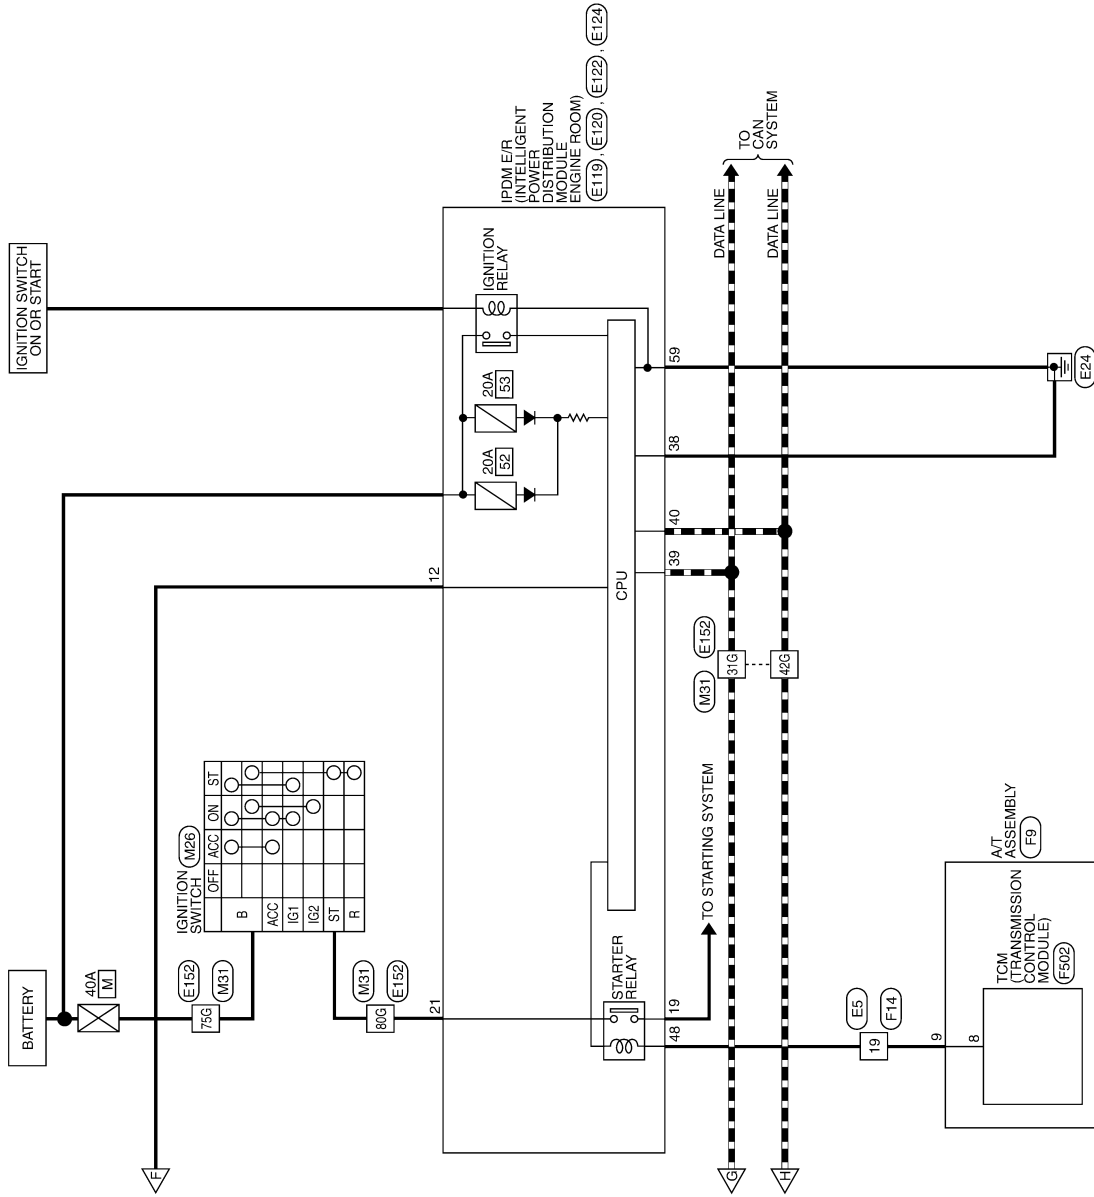 BATTERY
40A
M
E152
M31
75G
IGNITION
SWITCH
M26
OFF
ACC
ON
ST
B
ACC
IG1
IG2
ST
R
M31
E152
80G
IGNITION SWITCH
ON OR START
F
21
12
IPDM E/R
(INTELLIGENT
POWER
DISTRIBUTION
MODULE
ENGINE ROOM)
E119 , E120 , E122 , E124
IGNITION
RELAY
20A
53
20A
52
CPU
STARTER
RELAY
48
19
39
40
38
59
TO STARTING SYSTEM
M31
E152
31G
42G
DATA LINE
DATA LINE
TO
CAN
SYSTEM
G
H
E5
F14
19
9
8
A/T
ASSEMBLY
F9
TCM
(TRANSMISSION
CONTROL
MODULE)
F502
E24